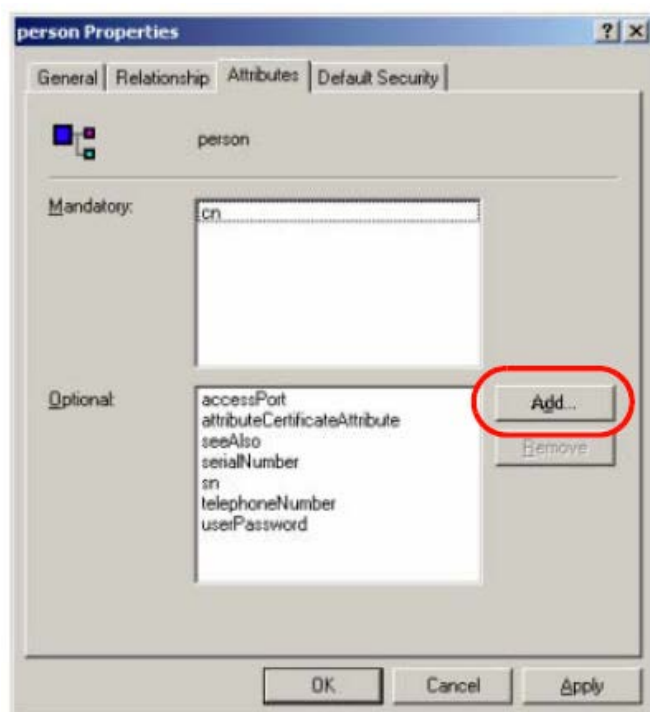 person Properties
General Relationship Attributes Default Security
person
Mandatory:
cn
Optional:
accessPort
attributeCertificateAttribute
seeAlso
serialNumber
sn
telephoneNumber
userPassword
Add...
Remove
OK Cancel Apply